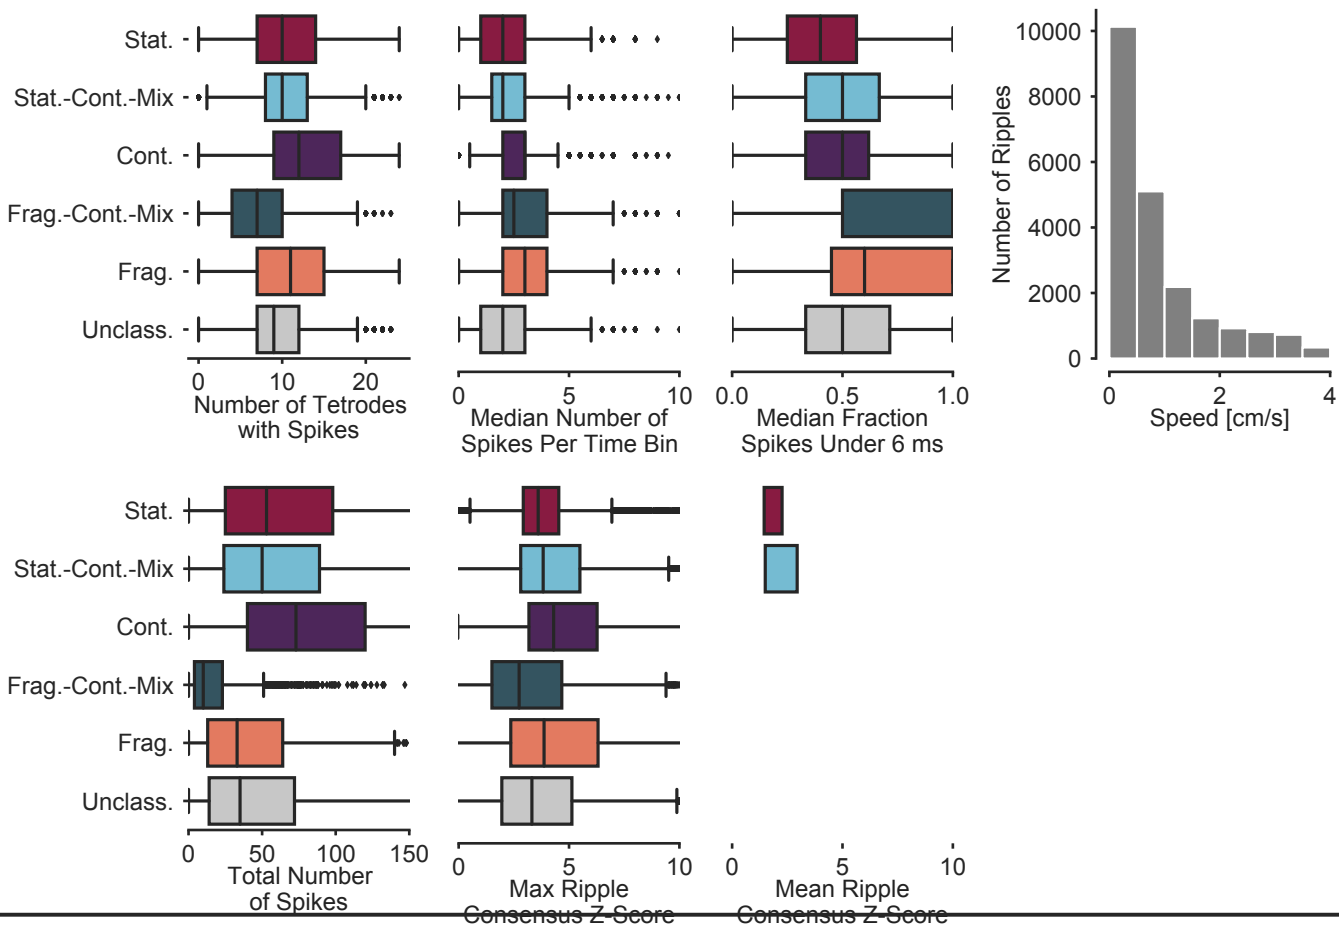 Stat.
Stat.-Cont.-Mix
Cont.
Frag.-Cont.-Mix
Frag.
Unclass.
0 10 20
Number of Tetrodes
with Spikes
0 5 10
Median Number of
Spikes Per Time Bin
0.0 0.5 1.0
Median Fraction
Spikes Under 6 ms
Number of Ripples
10000
8000
6000
4000
2000
0
0 2 4
Speed [cm/s]
Stat.
Stat.-Cont.-Mix
Cont.
Frag.-Cont.-Mix
Frag.
Unclass.
0 50 100 150
Total Number
of Spikes
0 5 10
Max Ripple
Consensus Z-Score
0 5 10
Mean Ripple
Consensus Z-Score